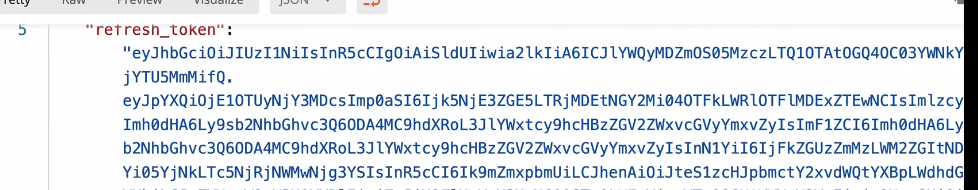 Pretty Raw Preview Visualize JSON
5 "refresh_token":
"eyJhbGciOiJIUzI1NiIsInR5cCIgOiAiSldUIiwia2lkIiA6ICJlYWQyMDZmOS05MzczLTQ1OTAtOGQ4OC03YWNkY
jYTU5MmMifQ.
eyJpYXQiOjE1OTUyNjY3MDcsImp0aSI6Ijk5NjE3ZGE5LTRjMDEtNGY2Mi04OTFkLWRlOTFlMDExZTEwNCIsImlzcy
Imh0dHA6Ly9sb2NhbGhvc3Q6ODA4MC9hdXRoL3JlYWxtcy9hcHBzZGV2ZWxvcGVyYmxvZyIsImF1ZCI6Imh0dHA6Ly
b2NhbGhvc3Q6ODA4MC9hdXRoL3JlYWxtcy9hcHBzZGV2ZWxvcGVyYmxvZyIsInN1YiI6IjFkZGUzZmMzLWM2ZGItND
Yi05YjNkLTc5NjRjNWMwNjg3YSIsInR5cCI6Ik9mZmxpbmUiLCJhenAiOiJteS1zcHJpbmctY2xvdWQtYXBpLWdhdG